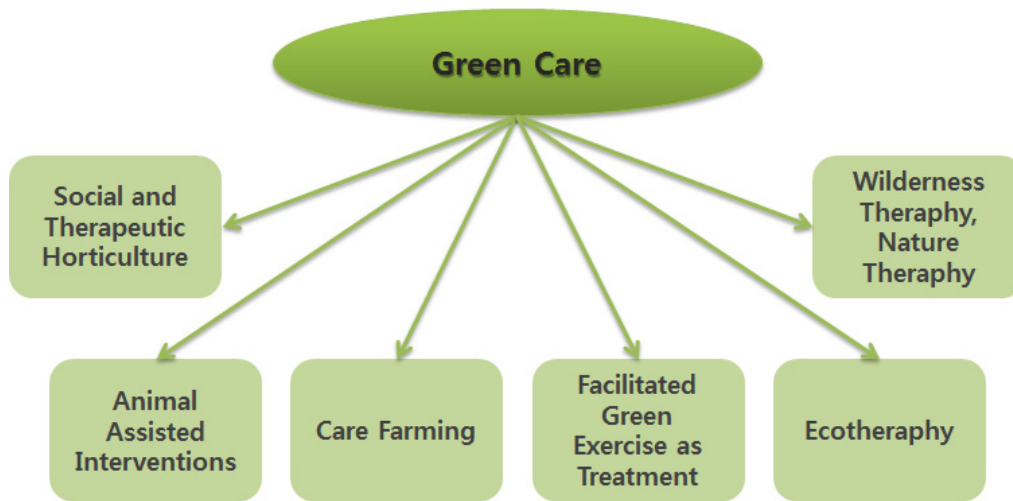 Green Care
Social and
Therapeutic
Horticulture
Wilderness
Theraphy,
Nature
Theraphy
Animal
Assisted
Interventions
Care Farming
Facilitated
Green
Exercise as
Treatment
Ecotheraphy